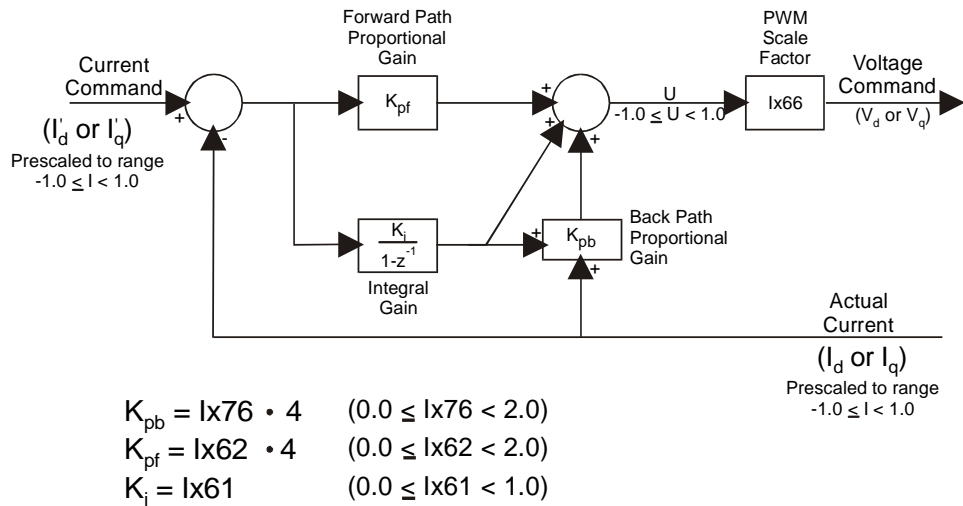 Forward Path
Proportional
Gain
PWM
Scale
Factor
Current
Command
Voltage
Command
+
-
K_pf
+
+
+
U
-1.0 ≤ U < 1.0
Ix66
(V_d or V_q)
(I'_d or I'_q)
Prescaled to range
-1.0 ≤ I < 1.0
K_i
1-z^-1
Integral
Gain
+
K_pb
+
Back Path
Proportional
Gain
Actual
Current
(I_d or I_q)
Prescaled to range
-1.0 ≤ I < 1.0
K_pb = Ix76 • 4 (0.0 ≤ Ix76 < 2.0)
K_pf = Ix62 • 4 (0.0 ≤ Ix62 < 2.0)
K_i = Ix61 (0.0 ≤ Ix61 < 1.0)